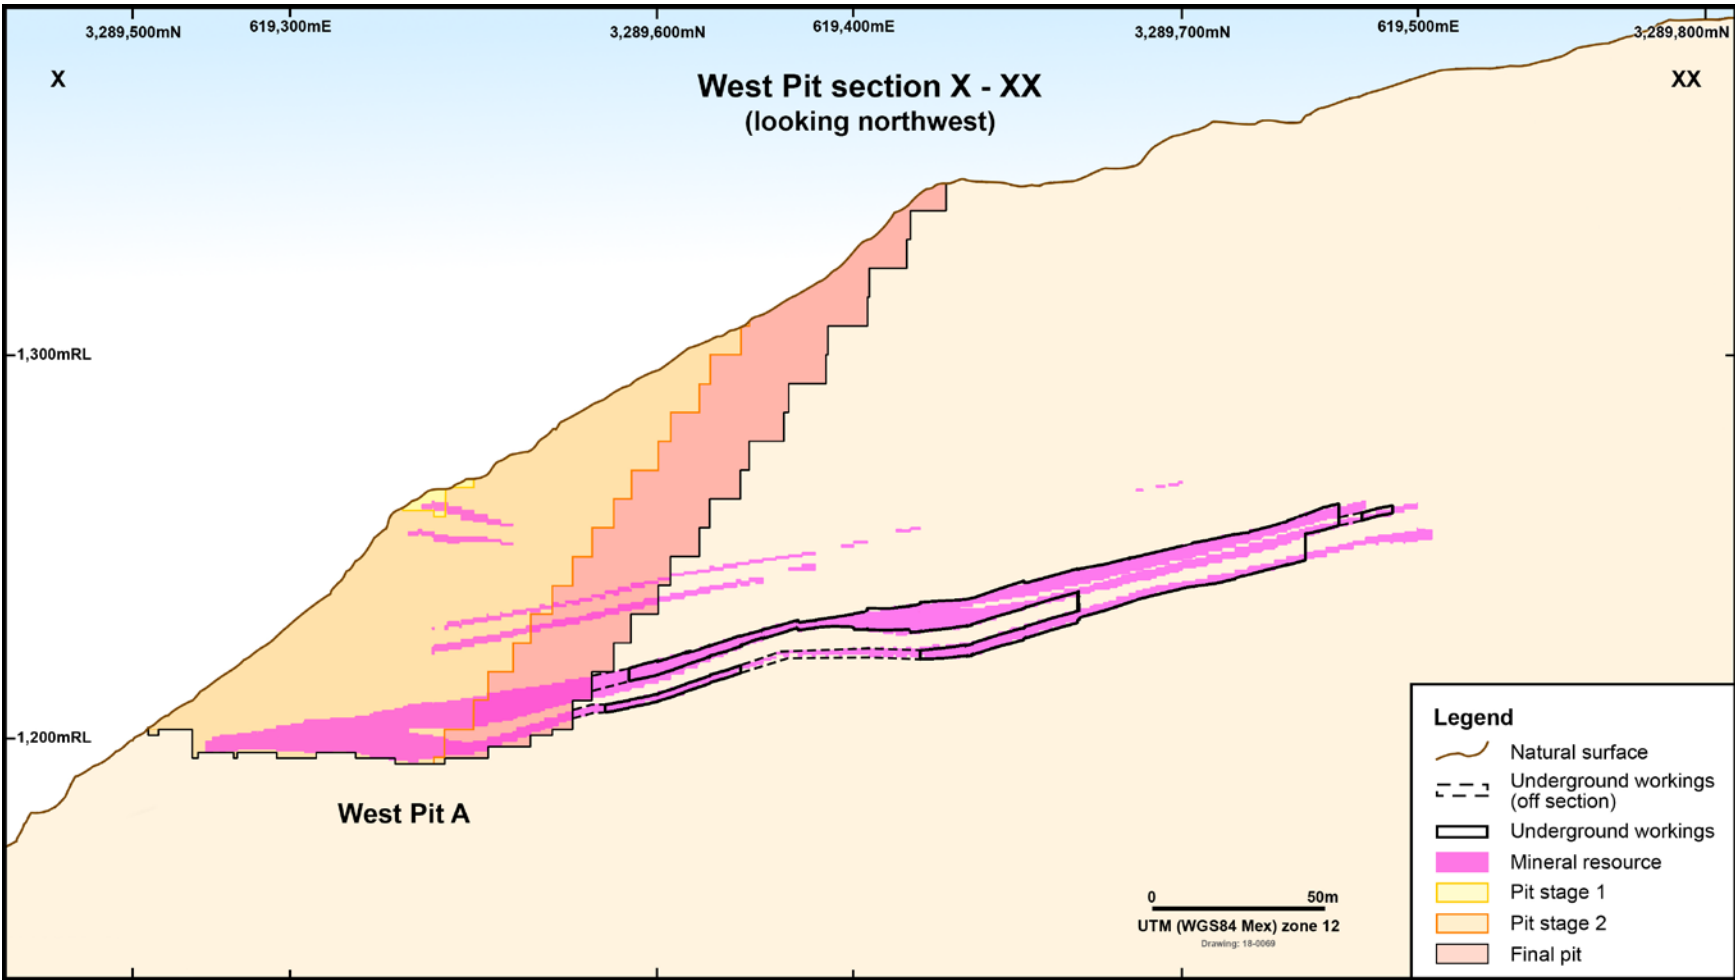 3,289,500mN
619,300mE
3,289,600mN
619,400mE
3,289,700mN
619,500mE
3,289,800mN
X
West Pit section X - XX
(looking northwest)
XX
1,300mRL
1,200mRL
West Pit A
Legend
Natural surface
Underground workings
(off section)
Underground workings
Mineral resource
Pit stage 1
Pit stage 2
Final pit
0 50m
UTM (WGS84 Mex) zone 12
Drawing: 18-0069